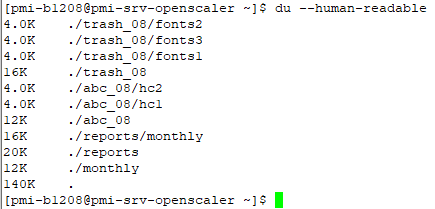 [pmi-b1208@pmi-srv-openscaler ~]$ du --human-readable
4.0K ./trash_08/fonts2
4.0K ./trash_08/fonts3
4.0K ./trash_08/fonts1
16K ./trash_08
4.0K ./abc_08/hc2
4.0K ./abc_08/hc1
12K ./abc_08
16K ./reports/monthly
20K ./reports
12K ./monthly
140K .
[pmi-b1208@pmi-srv-openscaler ~]$